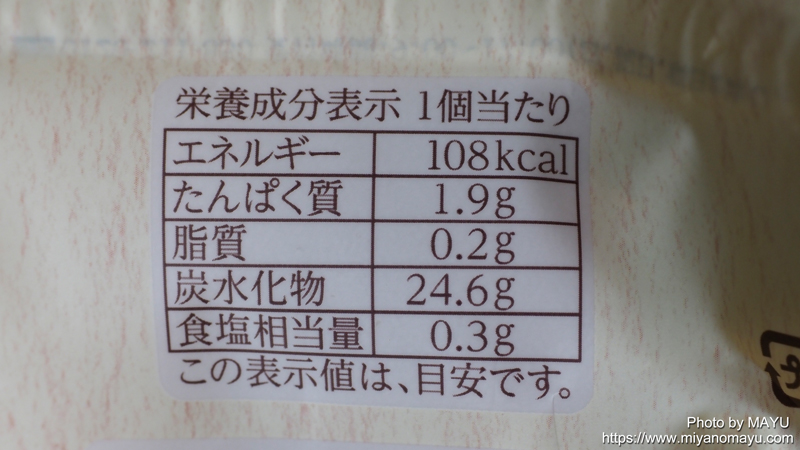 栄養成分表示 1個当たり
エネルギー 108kcal
たんぱく質 1.9g
脂質 0.2g
炭水化物 24.6g
食塩相当量 0.3g
この表示値は、目安です。
Photo by MAYU
https://www.miyanomayu.com/